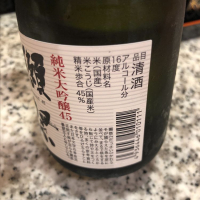 品目 清酒
アルコール分
16度
原材料名
米(国産)
米こうじ(国産米)
精米歩合 45%
純米大吟醸45
獺祭